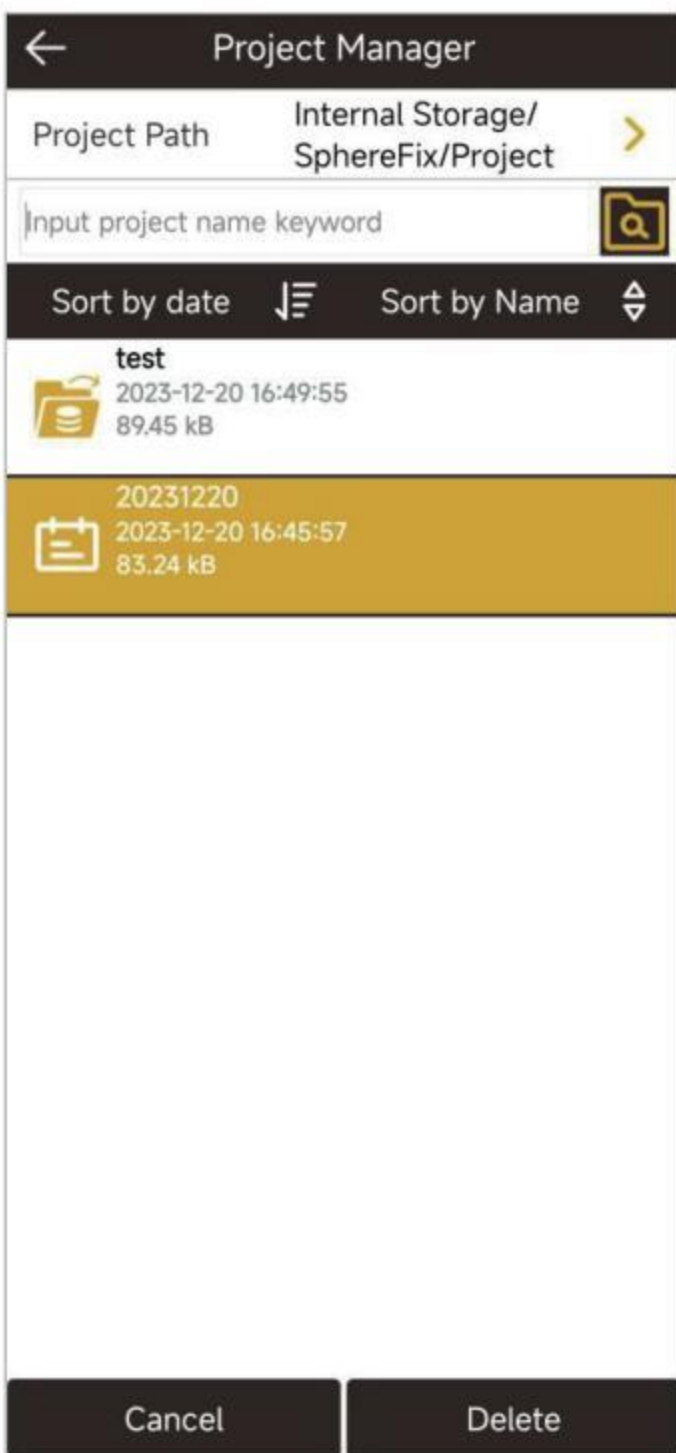 Project Manager
Project Path
Internal Storage/
SphereFix/Project
Input project name keyword
Sort by date
Sort by Name
test
2023-12-20 16:49:55
89.45 kB
20231220
2023-12-20 16:45:57
83.24 kB
Cancel
Delete